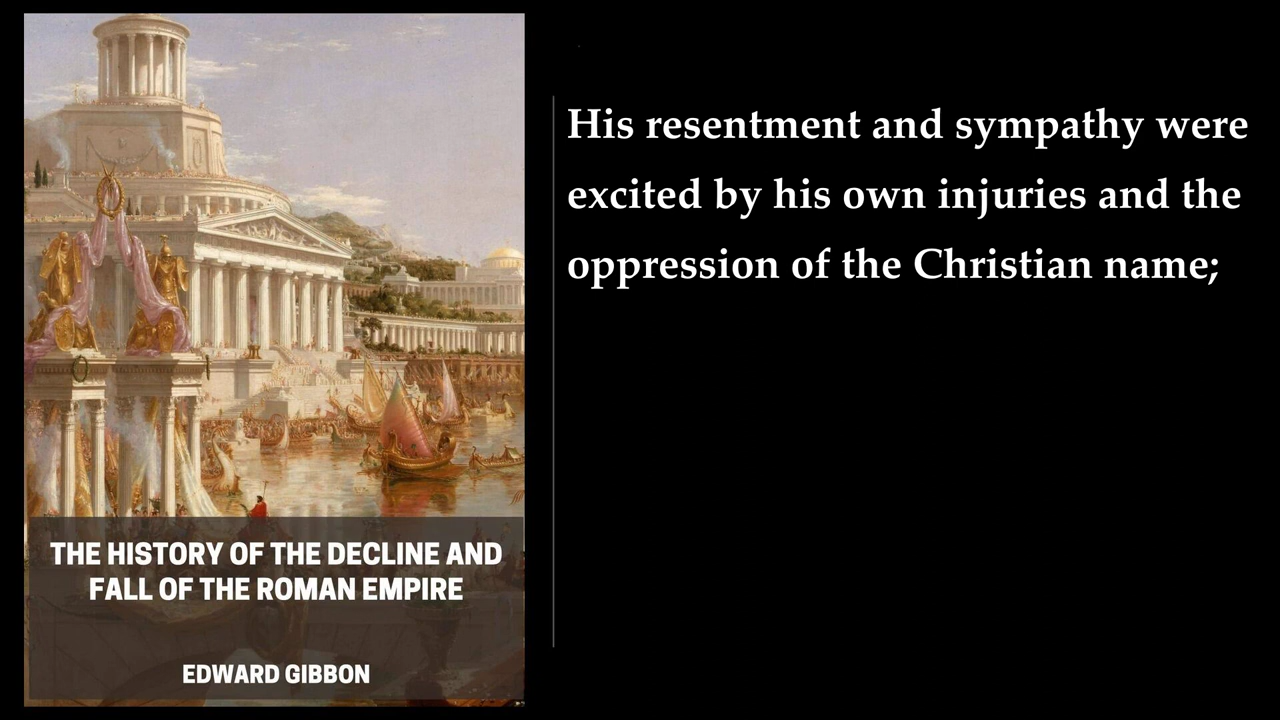 THE HISTORY OF THE DECLINE AND
FALL OF THE ROMAN EMPIRE
EDWARD GIBBON
His resentment and sympathy were
excited by his own injuries and the
oppression of the Christian name;